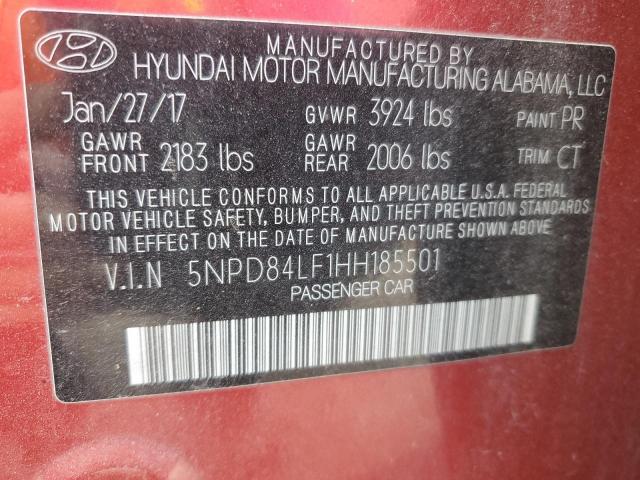 MANUFACTURED BY
HYUNDAI MOTOR MANUFACTURING ALABAMA, LLC
Jan/27/17 GVWR 3924 lbs PAINT PR
GAWR FRONT 2183 lbs GAWR REAR 2006 lbs TRIM CT
THIS VEHICLE CONFORMS TO ALL APPLICABLE U.S.A. FEDERAL
MOTOR VEHICLE SAFETY, BUMPER, AND THEFT PREVENTION STANDARDS
IN EFFECT ON THE DATE OF MANUFACTURE SHOWN ABOVE.
V.I.N 5NPD84LF1HH185501
PASSENGER CAR